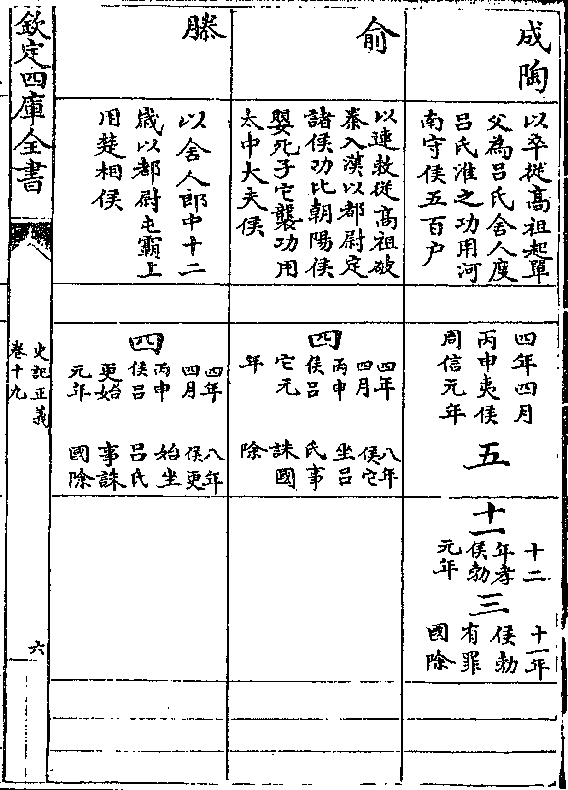 成陶
以卒從高祖起單
父為呂氏舍人度
呂氏淮之功用河
南守侯五百户
四年四月
丙申夷侯
周信元年
五
十一
十二
年孝
侯勃
元年
三
十一年
侯勃
有罪
國除
俞
以連敖從高祖破
秦入漢以都尉定
諸侯功比朝陽侯
嬰死子它襲功用
太中大夫侯
四
四年
四月
丙申
侯呂
它元
年
八年
侯它
坐呂
氏事
誅國
除
滕
以舍人郎中十二
歲以都尉屯霸上
用楚相侯
四
四年
四月
丙申
侯呂
更始
元年
八年
侯更
始坐
呂氏
事誅
國除
欽定四庫全書
史記正義
卷十九
六